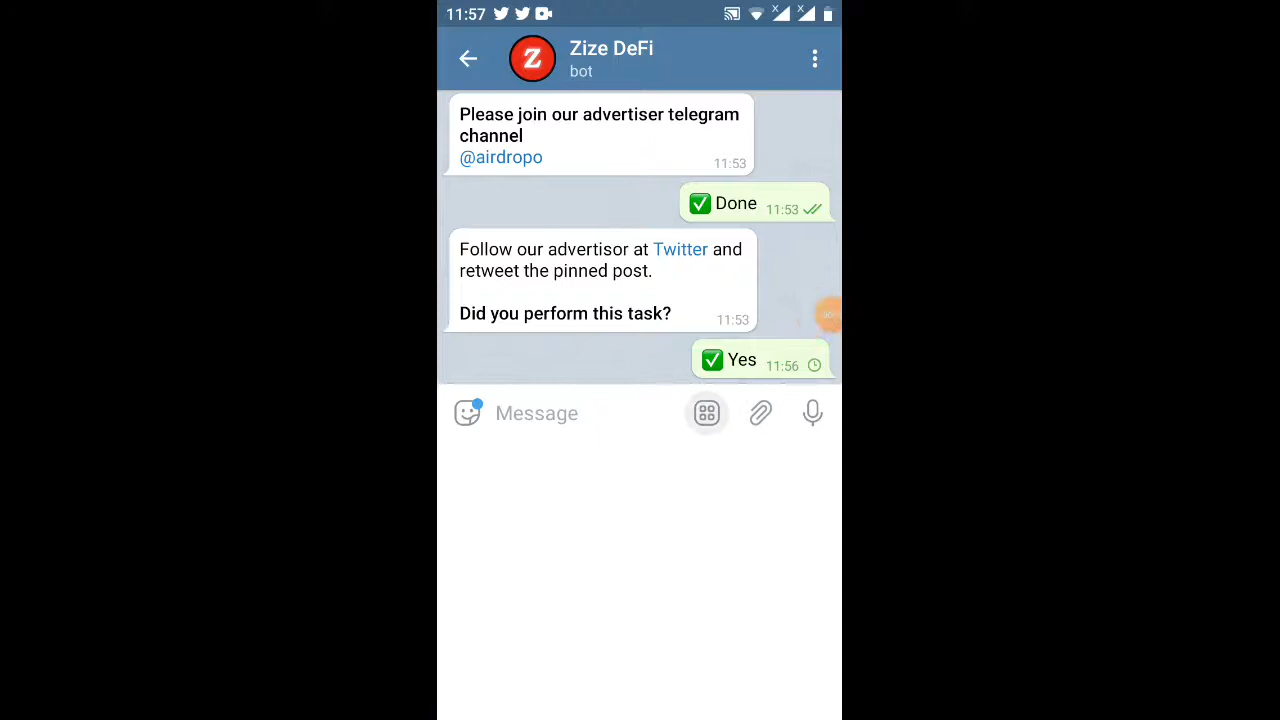 11:57
Zize DeFi
bot
Please join our advertiser telegram
channel
@airdropo
11:53
✅ Done 11:53
Follow our advertisor at Twitter and
retweet the pinned post.
Did you perform this task?
11:53
✅ Yes 11:56
Message